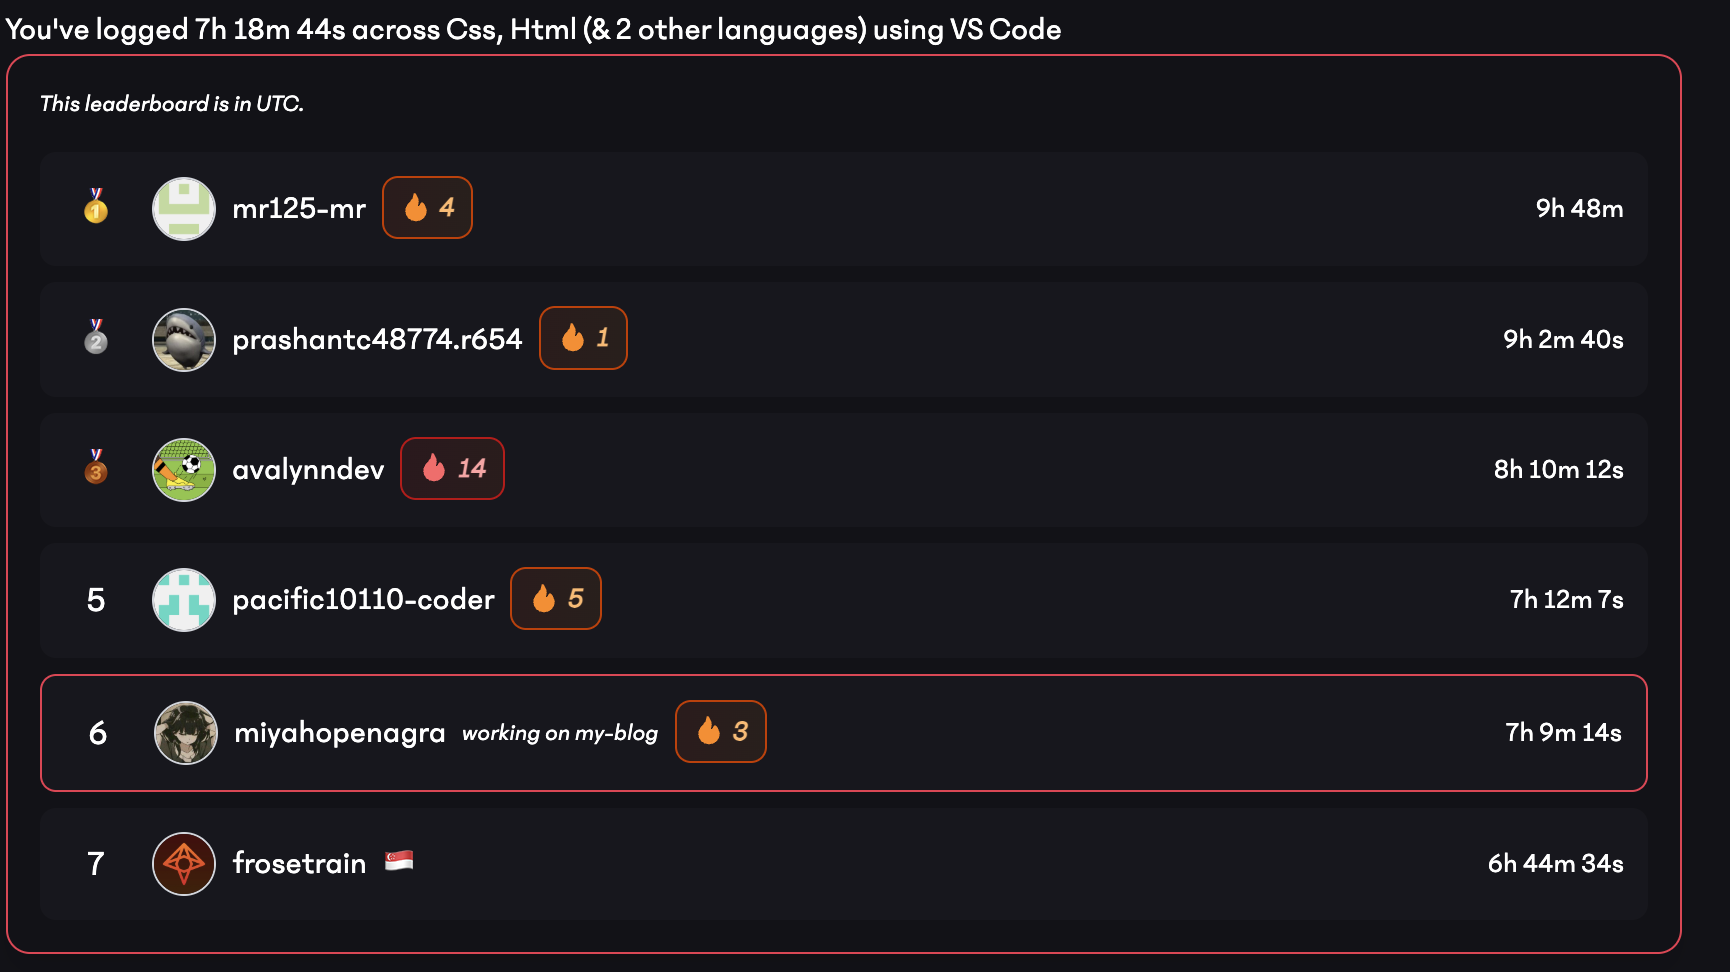 You've logged 7h 18m 44s across Css, Html (& 2 other languages) using VS Code
This leaderboard is in UTC.
1 mr125-mr 4 9h 48m
2 prashantc48774.r654 1 9h 2m 40s
3 avalynndev 14 8h 10m 12s
5 pacific10110-coder 5 7h 12m 7s
6 miyahopenagra working on my-blog 3 7h 9m 14s
7 frosetrain 6h 44m 34s